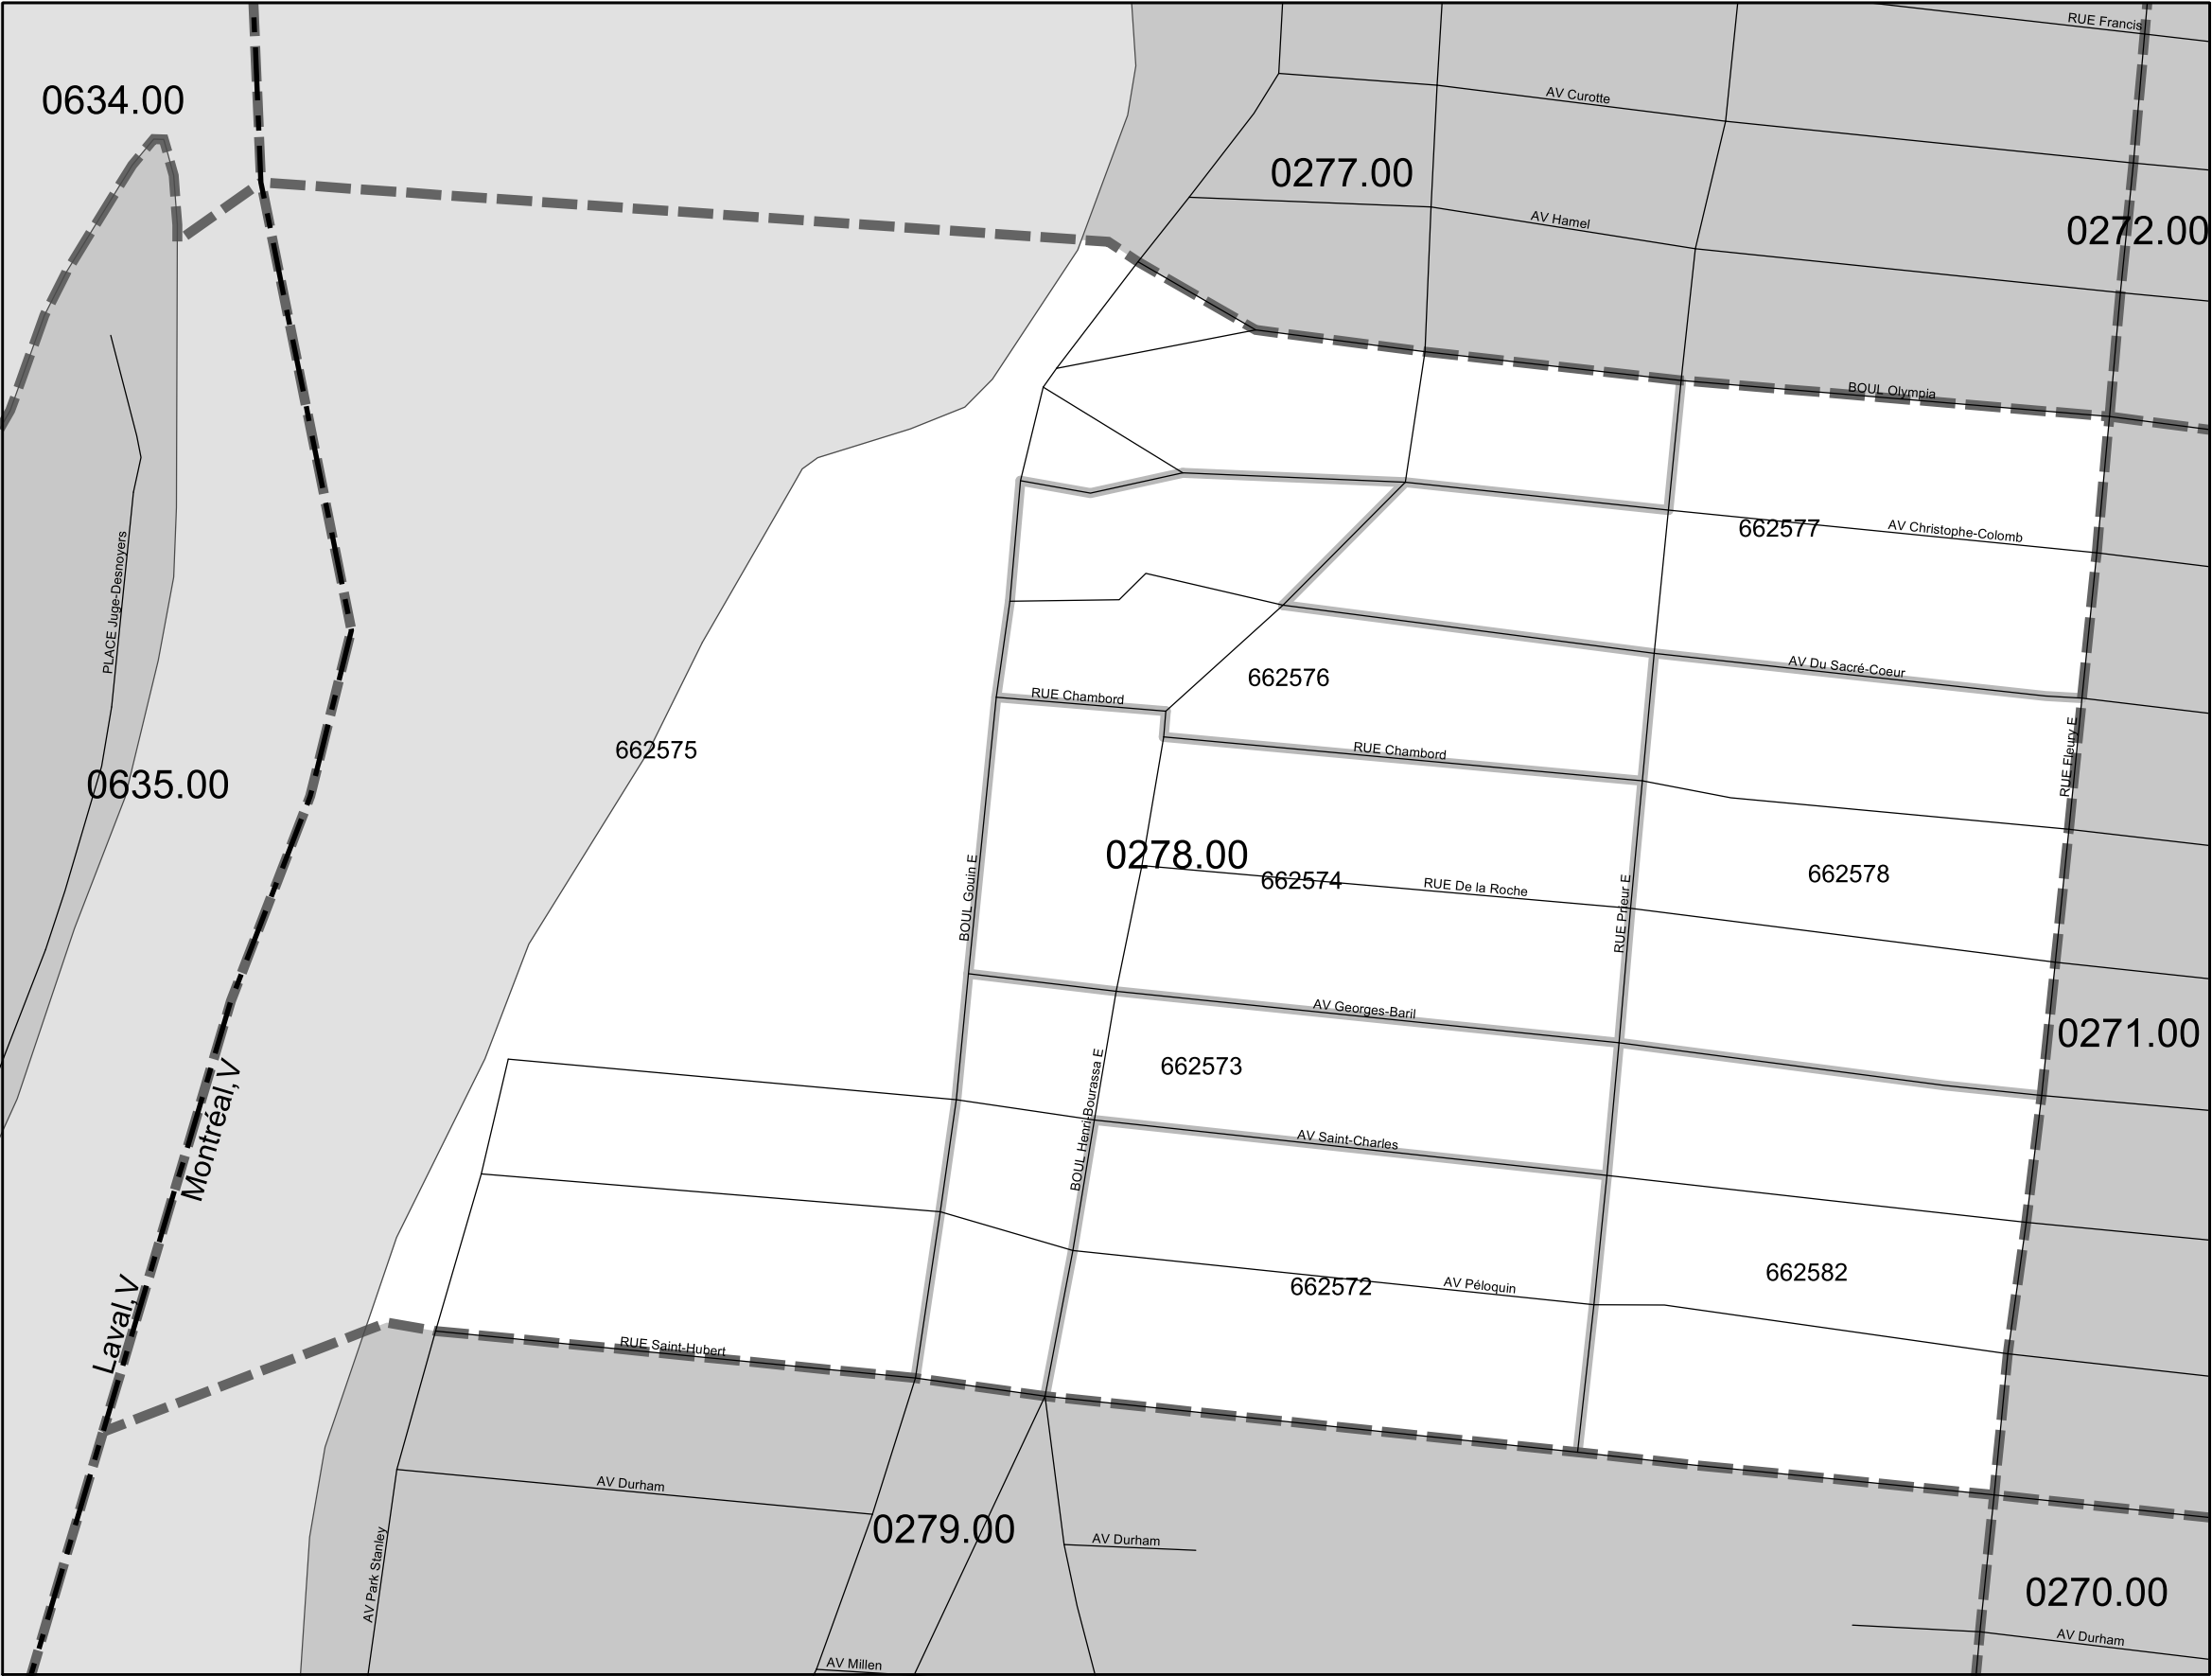 RUE Francis
0634.00
AV Curotte
0277.00
AV Hamel
0272.00
BOUL Olympia
662577
AV Christophe-Colomb
PLACE Juge-Desnoyers
662576
AV Du Sacré-Coeur
RUE Chambord
RUE Fleury E
662575
RUE Chambord
0635.00
0278.00
662574
RUE De la Roche
662578
BOUL Gouin E
RUE Prieur E
AV Georges-Baril
0271.00
662573
BOUL Henri-Bourassa E
Montréal,V
AV Saint-Charles
662572
AV Péloquin
662582
Laval,V
RUE Saint-Hubert
AV Durham
0279.00
AV Durham
AV Park Stanley
0270.00
AV Durham
AV Millen